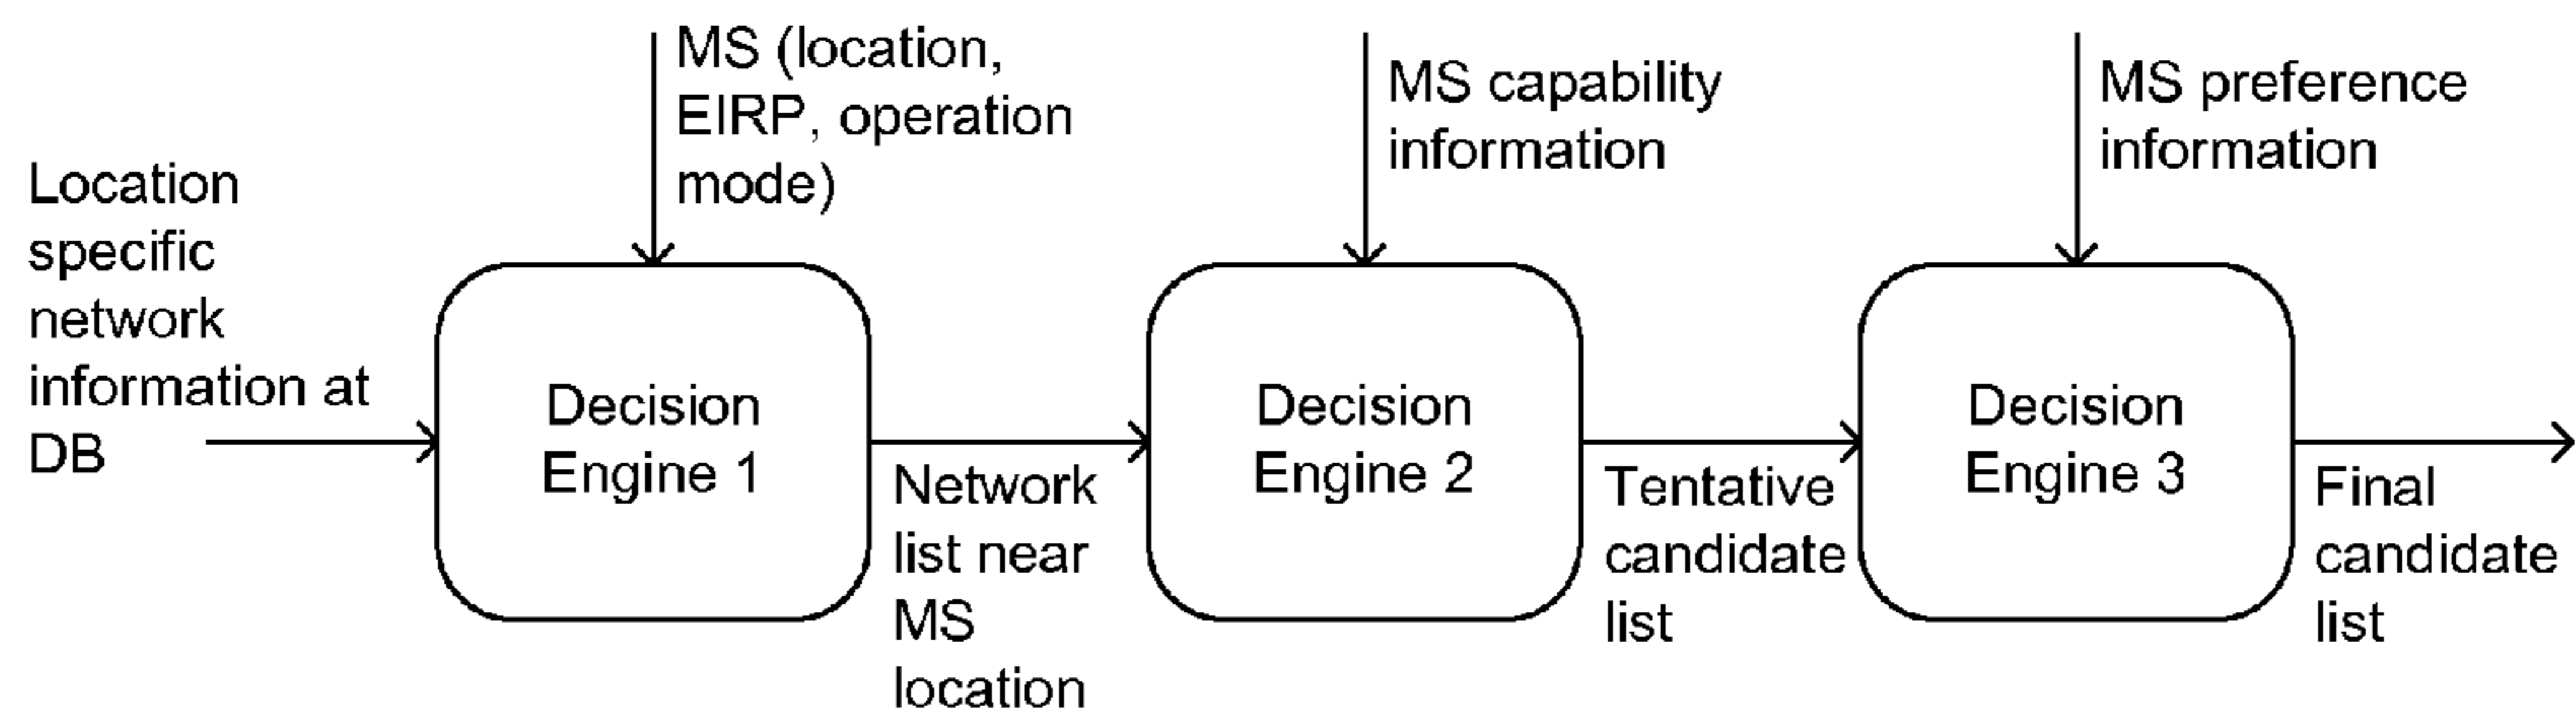 MS (location,
EIRP, operation
mode)
MS capability
information
MS preference
information
Location
specific
network
information at
DB
Decision
Engine 1
Network
list near
MS
location
Decision
Engine 2
Tentative
candidate
list
Decision
Engine 3
Final
candidate
list